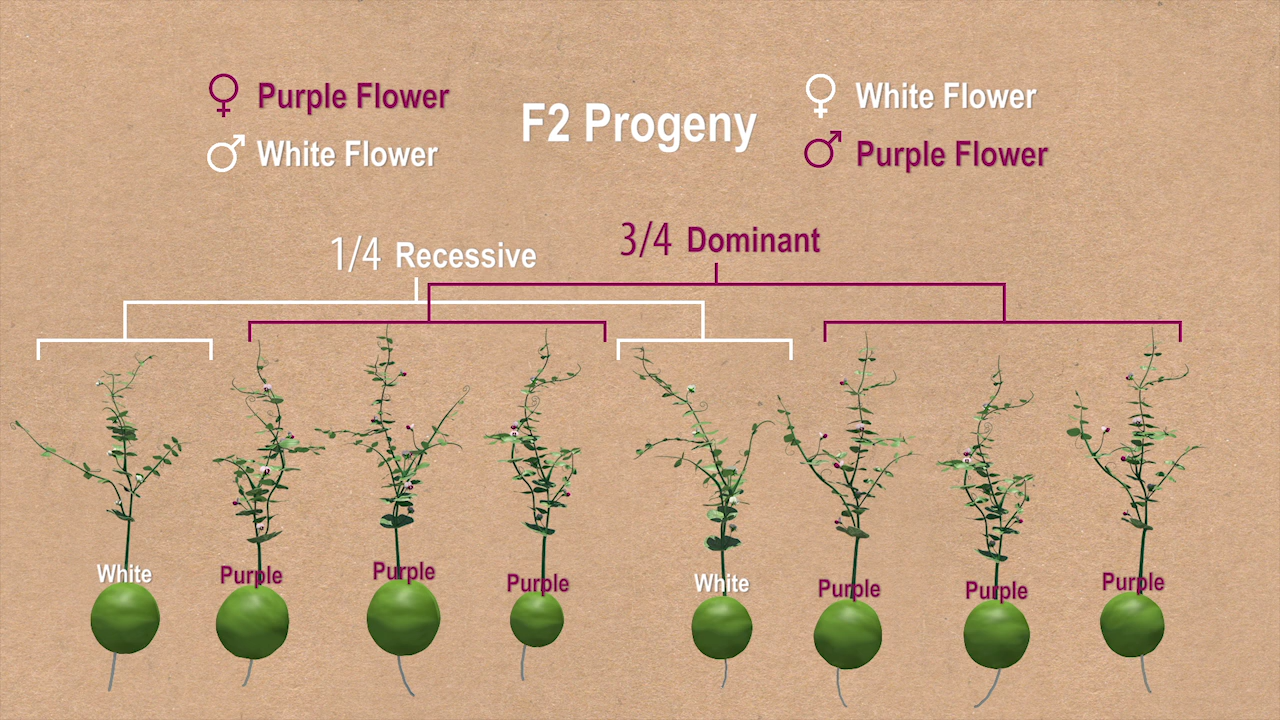 ♀ Purple Flower
♂ White Flower
F2 Progeny
♀ White Flower
♂ Purple Flower
1/4 Recessive
3/4 Dominant
White
Purple
Purple
Purple
White
Purple
Purple
Purple